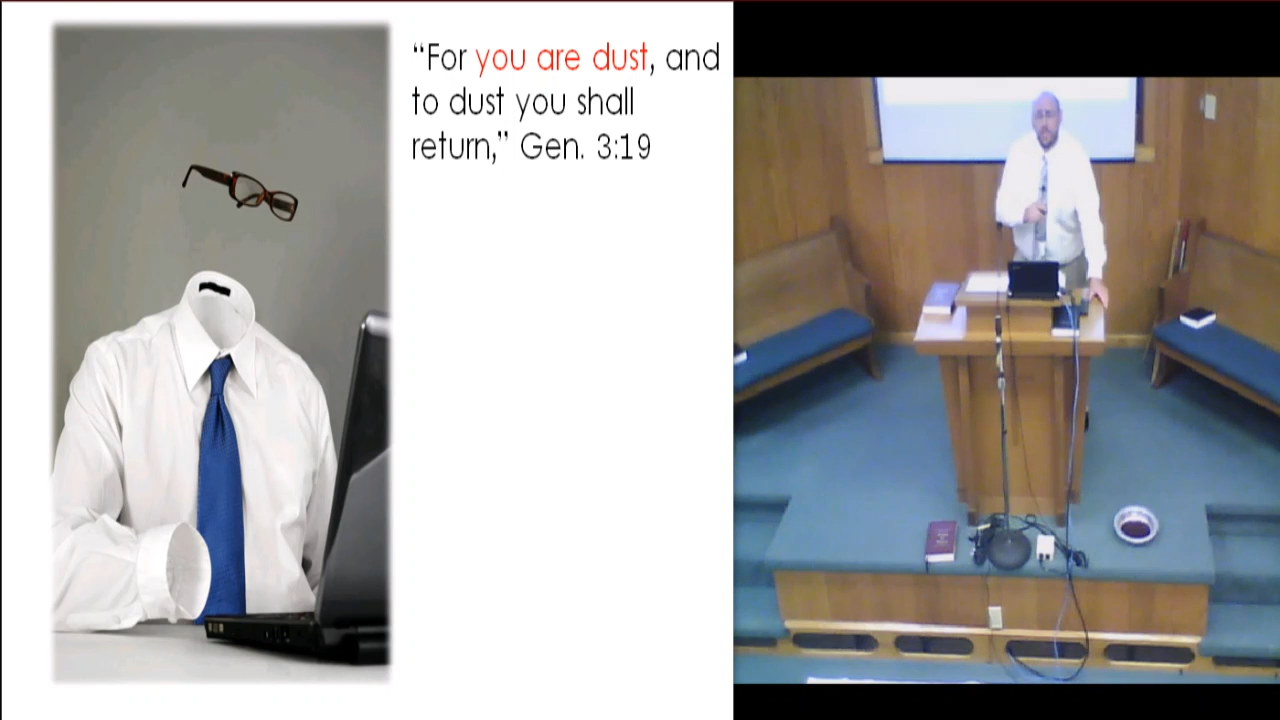 “For you are dust, and
to dust you shall
return,” Gen. 3:19